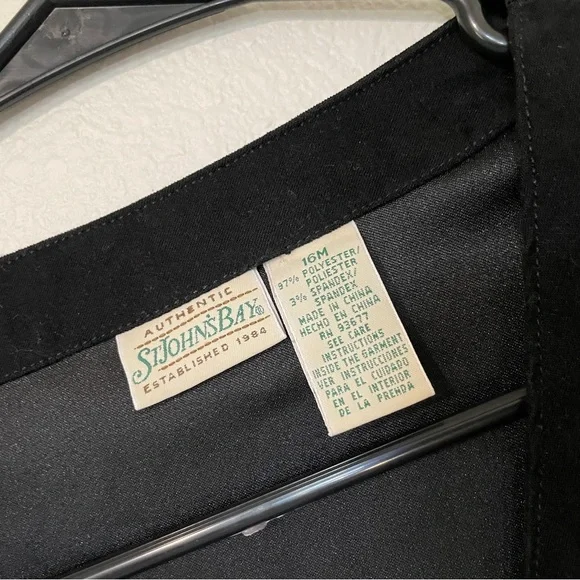 AUTHENTIC
ST.JOHN'S BAY®
ESTABLISHED 1984
16M
97% POLYESTER/
POLIESTER
3% SPANDEX/
SPANDEX
MADE IN CHINA
HECHO EN CHINA
RN 93677
SEE CARE
INSTRUCTIONS
INSIDE THE GARMENT
VER INSTRUCCIONES
PARA EL CUIDADO
EN EL INTERIOR
DE LA PRENDA